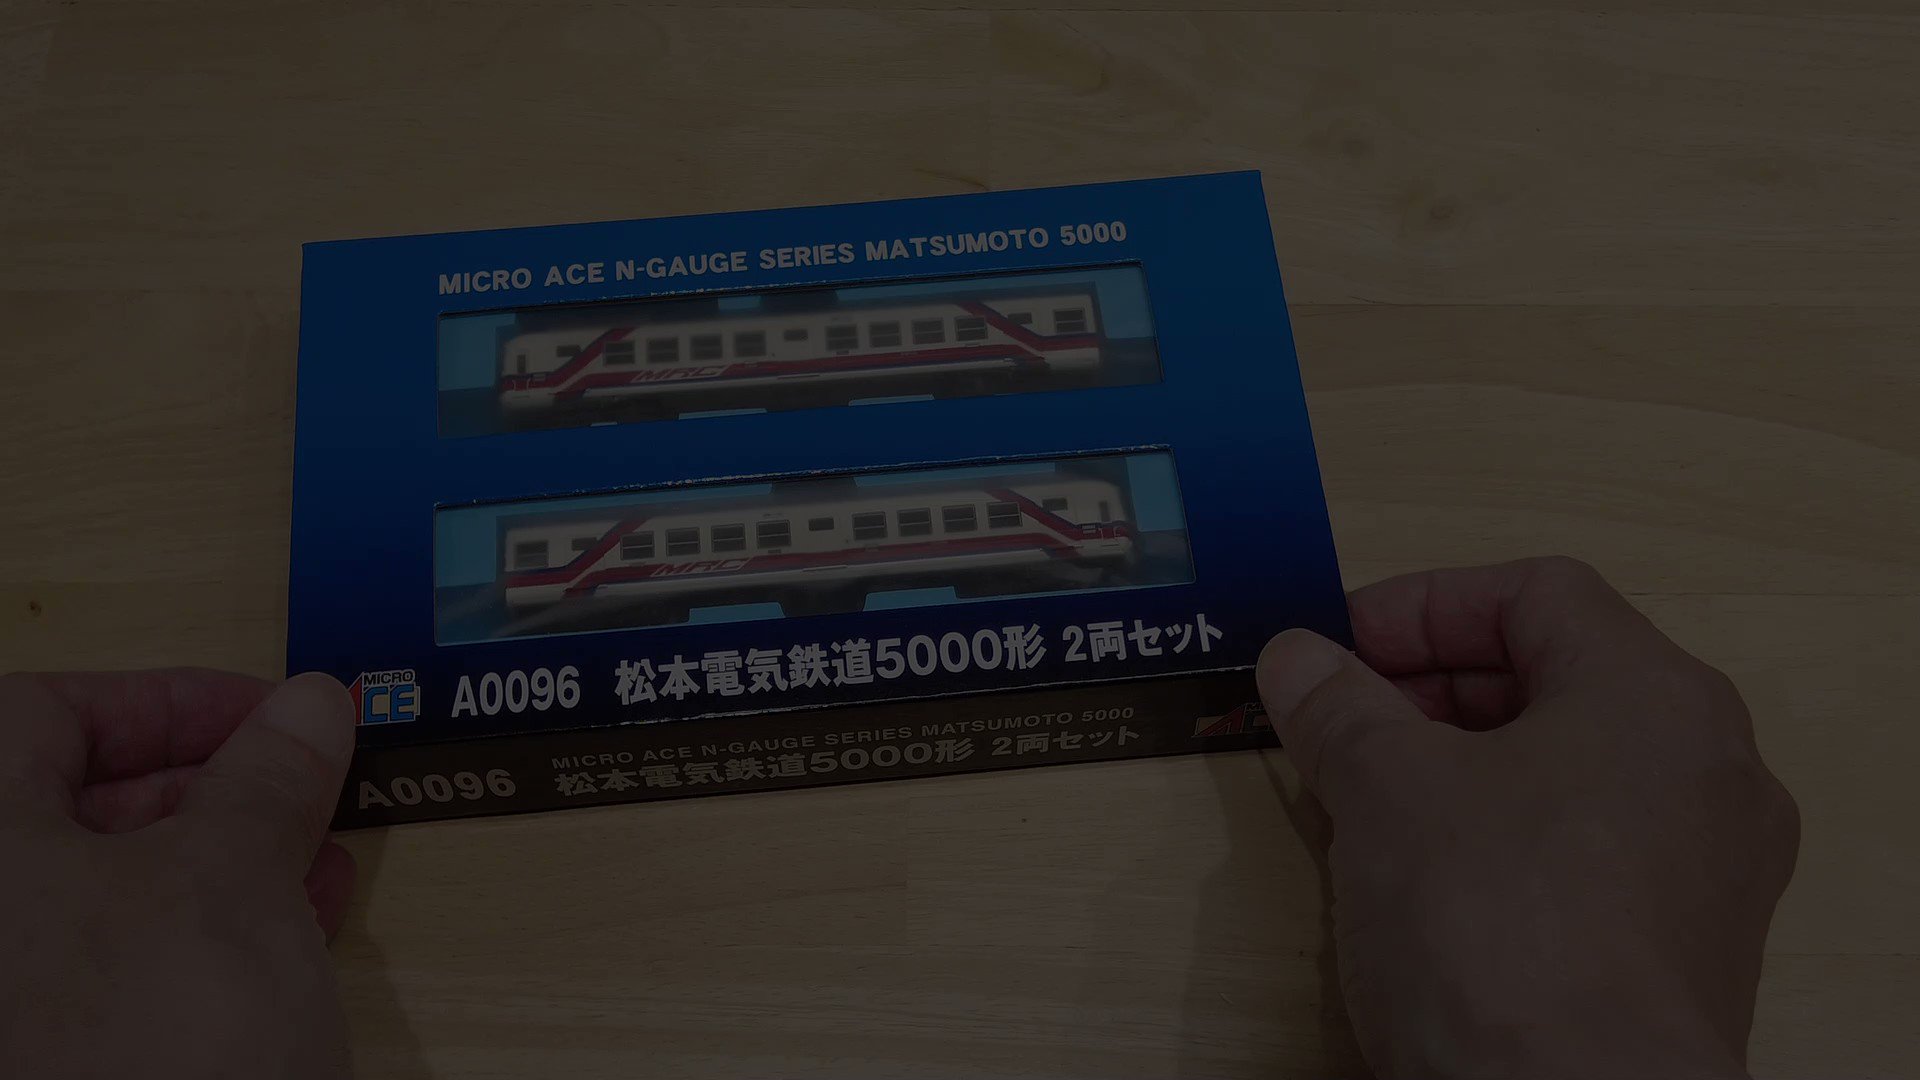 MICRO ACE N-GAUGE SERIES MATSUMOTO 5000
MRC
MRC
MICRO
ACE
A0096 松本電気鉄道5000形 2両セット
MICRO ACE N-GAUGE SERIES MATSUMOTO 5000
A0096 松本電気鉄道5000形 2両セット